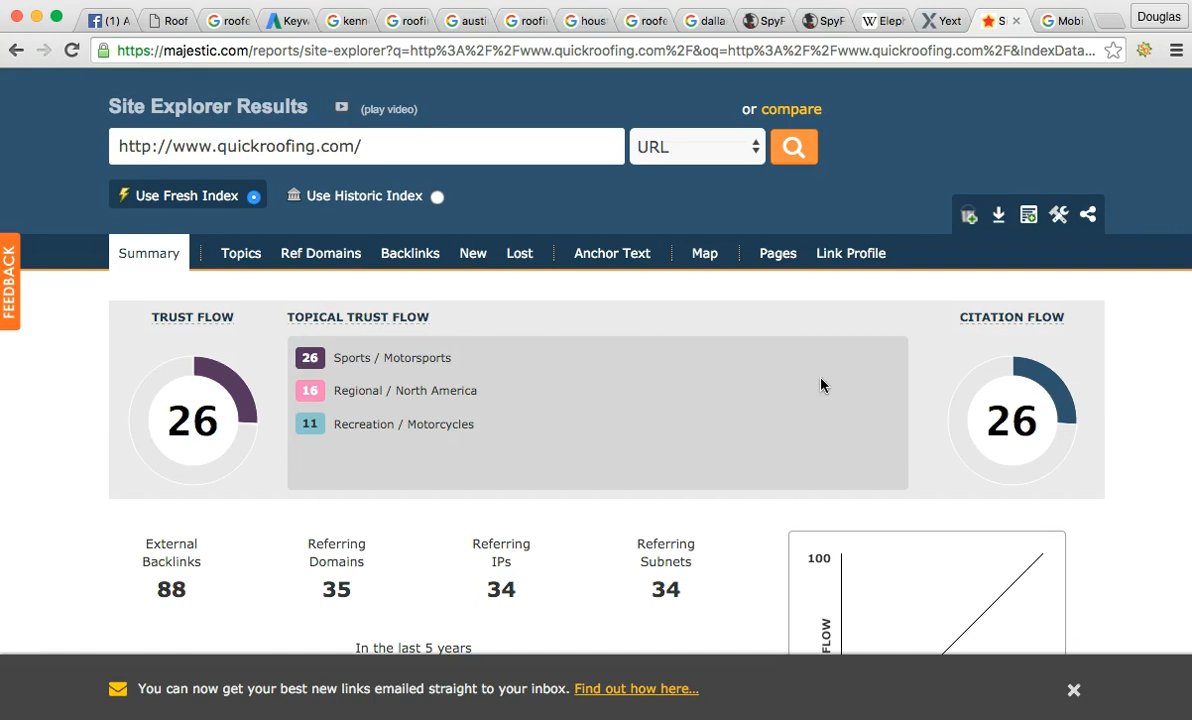 (1) A
Roof
roofe
Keyw
kenn
roofi
austi
roofi
hous
roofe
dalla
SpyF
SpyF
W Elep
Yext
S
Mobi
Douglas
https://majestic.com/reports/site-explorer?q=http%3A%2F%2Fwww.quickroofing.com%2F&oq=http%3A%2F%2Fwww.quickroofing.com%2F&IndexData...
Site Explorer Results (play video)
or compare
http://www.quickroofing.com/
URL
Use Fresh Index
Use Historic Index
FEEDBACK
Summary
Topics
Ref Domains
Backlinks
New
Lost
Anchor Text
Map
Pages
Link Profile
TRUST FLOW
26
TOPICAL TRUST FLOW
26 Sports / Motorsports
16 Regional / North America
11 Recreation / Motorcycles
CITATION FLOW
26
External
Backlinks
88
Referring
Domains
35
Referring
IPs
34
Referring
Subnets
34
In the last 5 years
100
FLOW
You can now get your best new links emailed straight to your inbox. Find out how here...